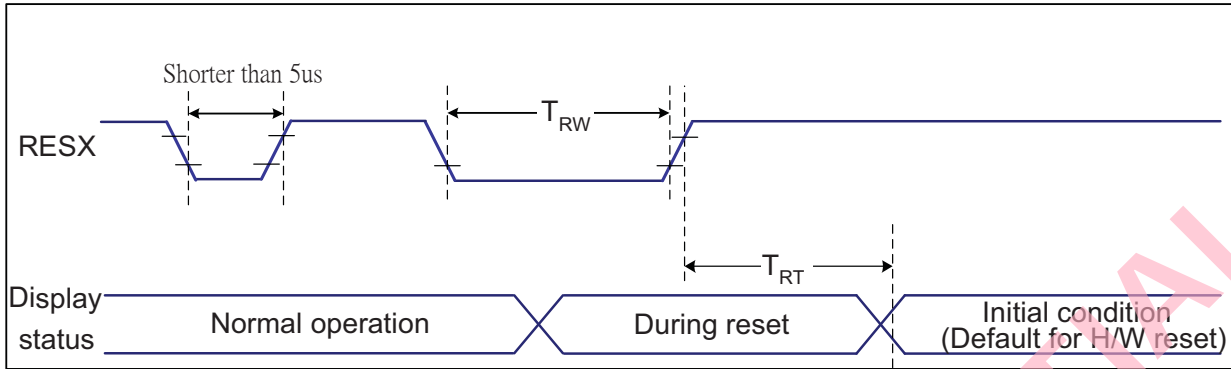 Shorter than 5us
RESX
TRW
TRT
Display
status
Normal operation
During reset
Initial condition
(Default for H/W reset)